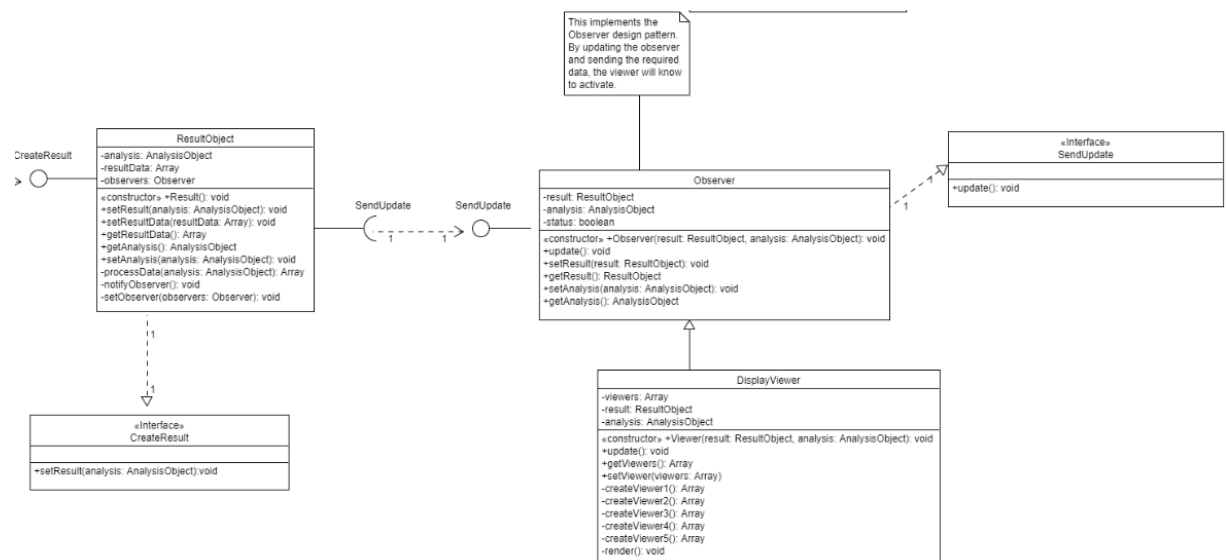 This implements the
Observer design pattern.
By updating the observer
and sending the required
data, the viewer will know
to activate.
CreateResult
ResultObject
-analysis: AnalysisObject
-resultData: Array
-observers: Observer
«constructor» +Result(): void
+setResult(analysis: AnalysisObject): void
+setResultData(resultData: Array): void
+getResultData(): Array
+getAnalysis(): AnalysisObject
+setAnalysis(analysis: AnalysisObject): void
-processData(analysis: AnalysisObject): Array
-notifyObserver(): void
-setObserver(observers: Observer): void
SendUpdate
1
1
SendUpdate
Observer
-result: ResultObject
-analysis: AnalysisObject
-status: boolean
«constructor» +Observer(result: ResultObject, analysis: AnalysisObject): void
+update(): void
+setResult(result: ResultObject): void
+getResult(): ResultObject
+setAnalysis(analysis: AnalysisObject): void
+getAnalysis(): AnalysisObject
1
1
«Interface»
SendUpdate
+update(): void
1
1
«Interface»
CreateResult
+setResult(analysis: AnalysisObject):void
DisplayViewer
-viewers: Array
-result: ResultObject
-analysis: AnalysisObject
«constructor» +Viewer(result: ResultObject, analysis: AnalysisObject): void
+update(): void
+getViewers(): Array
+setViewer(viewers: Array)
-createViewer1(): Array
-createViewer2(): Array
-createViewer3(): Array
-createViewer4(): Array
-createViewer5(): Array
-render(): void